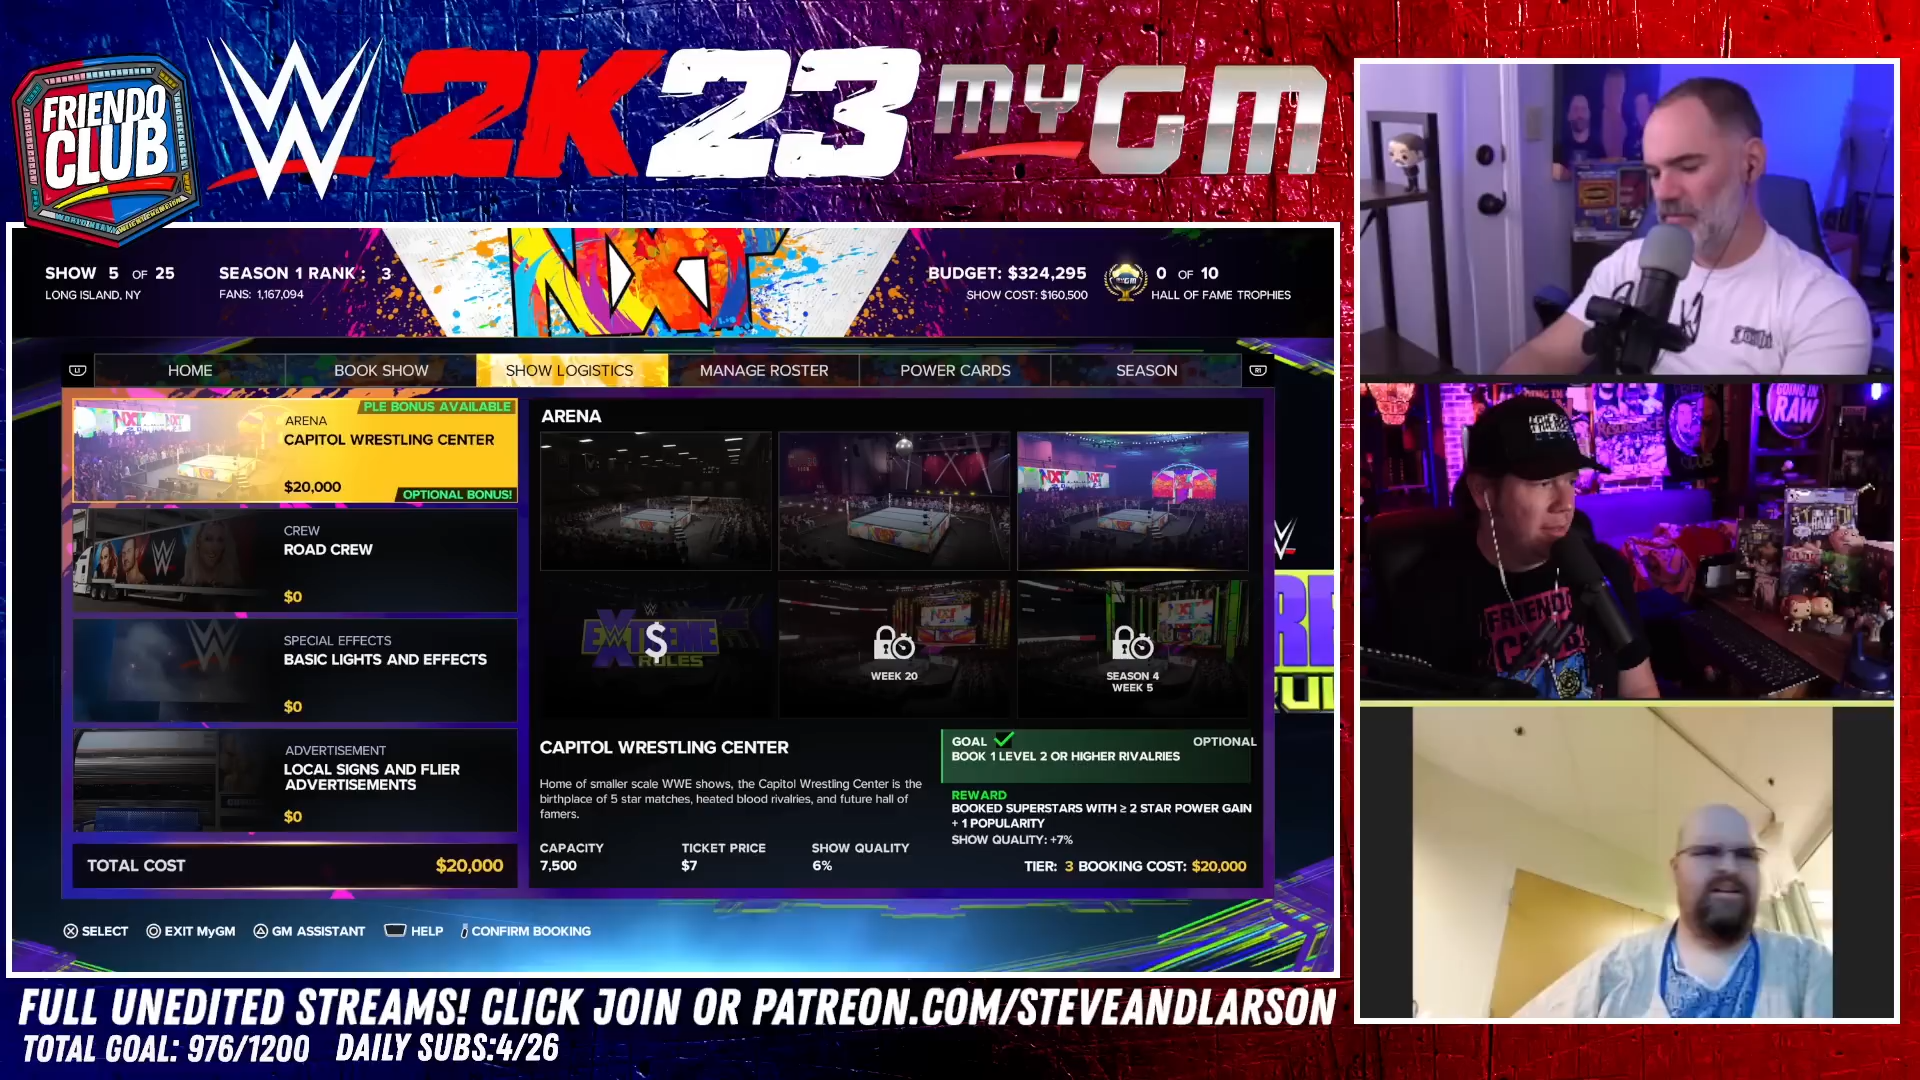 FRIENDO
CLUB
W 2K23 MyGM
SHOW 5 OF 25
LONG ISLAND, NY
SEASON 1 RANK: 3
FANS: 1,167,094
NXT
BUDGET: $324,295
SHOW COST: $160,500
0 OF 10
HALL OF FAME TROPHIES
HOME
BOOK SHOW
SHOW LOGISTICS
MANAGE ROSTER
POWER CARDS
SEASON
PLE BONUS AVAILABLE
ARENA
CAPITOL WRESTLING CENTER
$20,000
OPTIONAL BONUS!
CREW
ROAD CREW
$0
SPECIAL EFFECTS
BASIC LIGHTS AND EFFECTS
$0
ADVERTISEMENT
LOCAL SIGNS AND FLIER
ADVERTISEMENTS
$0
TOTAL COST $20,000
ARENA
EXTREME
RULES
$
WEEK 20
SEASON 4
WEEK 5
CAPITOL WRESTLING CENTER
Home of smaller scale WWE shows, the Capitol Wrestling Center is the
birthplace of 5 star matches, heated blood rivalries, and future hall of
famers.
CAPACITY
7,500
TICKET PRICE
$7
SHOW QUALITY
6%
GOAL
OPTIONAL
BOOK 1 LEVEL 2 OR HIGHER RIVALRIES
REWARD
BOOKED SUPERSTARS WITH ≥ 2 STAR POWER GAIN
+ 1 POPULARITY
SHOW QUALITY: +7%
TIER: 3 BOOKING COST: $20,000
SELECT
EXIT MyGM
GM ASSISTANT
HELP
CONFIRM BOOKING
GOING IN
RAW
FULL UNEDITED STREAMS! CLICK JOIN OR PATREON.COM/STEVEANDLARSON
TOTAL GOAL: 976/1200 DAILY SUBS:4/26